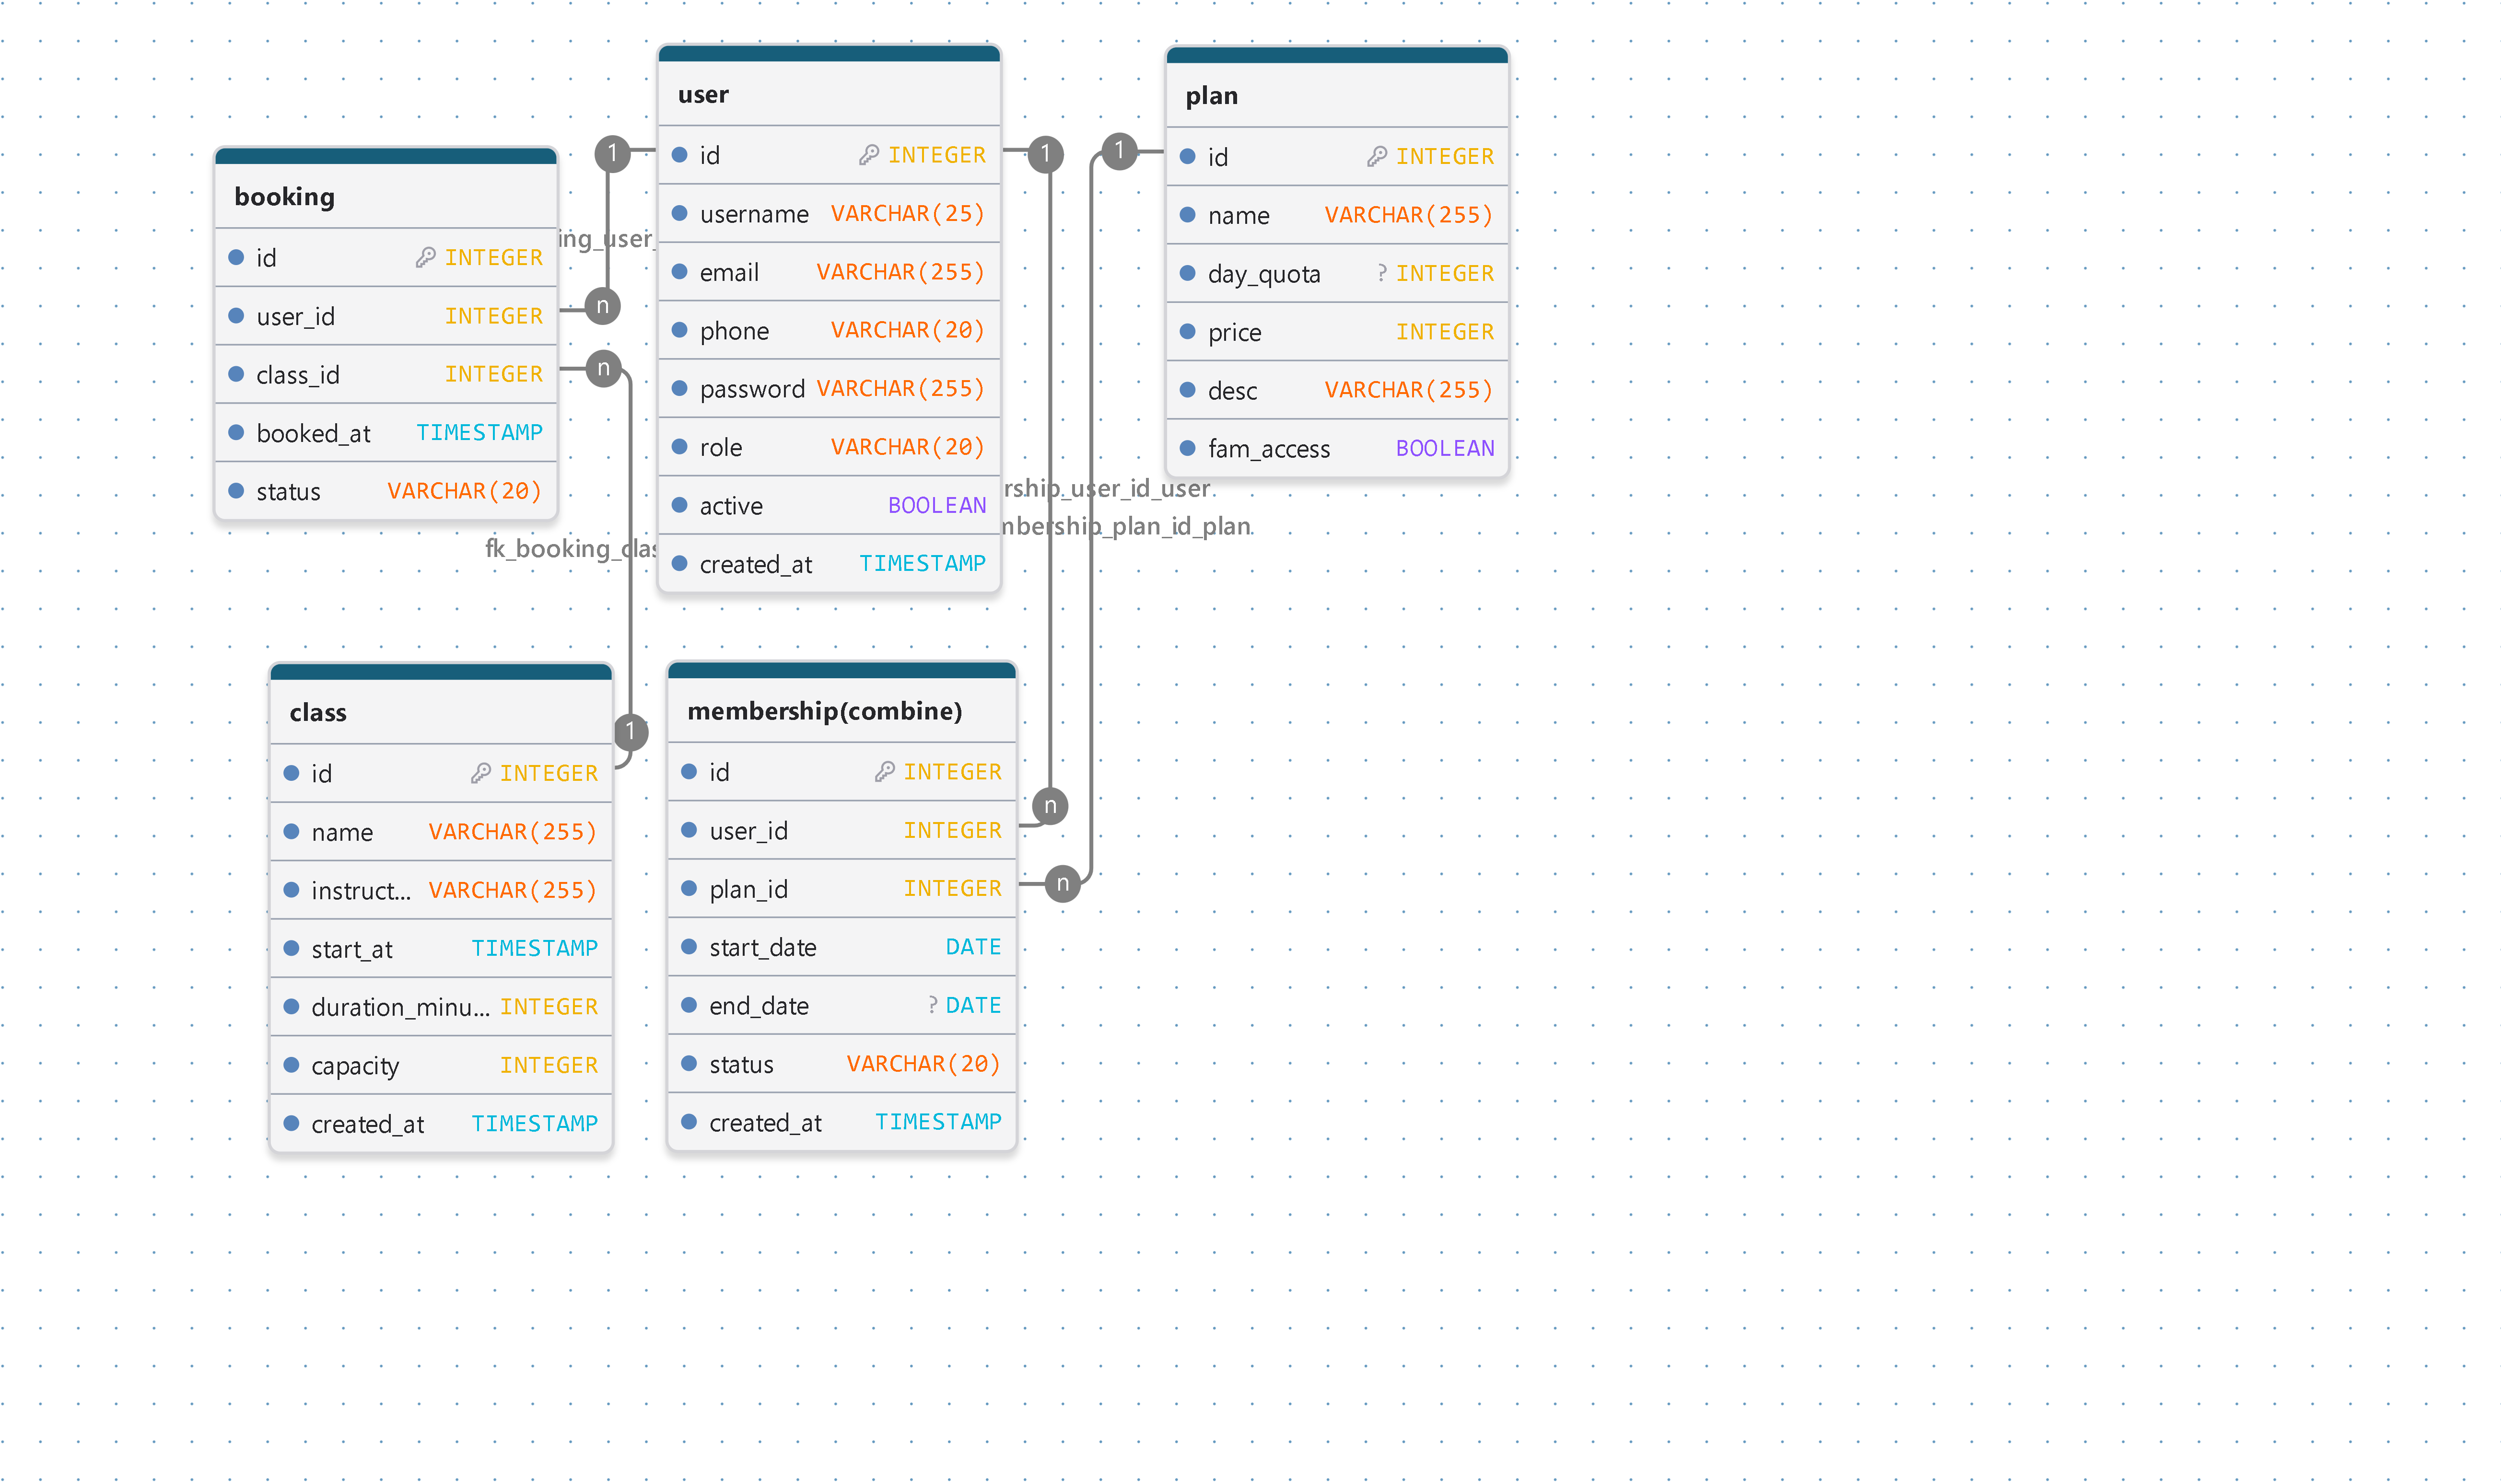 booking
id INTEGER
user_id INTEGER
class_id INTEGER
booked_at TIMESTAMP
status VARCHAR(20)
1
n
n
ing_user_
fk_booking_clas
user
id INTEGER
username VARCHAR(25)
email VARCHAR(255)
phone VARCHAR(20)
password VARCHAR(255)
role VARCHAR(20)
active BOOLEAN
created_at TIMESTAMP
1
1
plan
id INTEGER
name VARCHAR(255)
day_quota ? INTEGER
price INTEGER
desc VARCHAR(255)
fam_access BOOLEAN
rship_user_id_user
mbership_plan_id_plan
class
id INTEGER
name VARCHAR(255)
instruct... VARCHAR(255)
start_at TIMESTAMP
duration_minu... INTEGER
capacity INTEGER
created_at TIMESTAMP
1
membership(combine)
id INTEGER
user_id INTEGER
plan_id INTEGER
start_date DATE
end_date ? DATE
status VARCHAR(20)
created_at TIMESTAMP
n
n